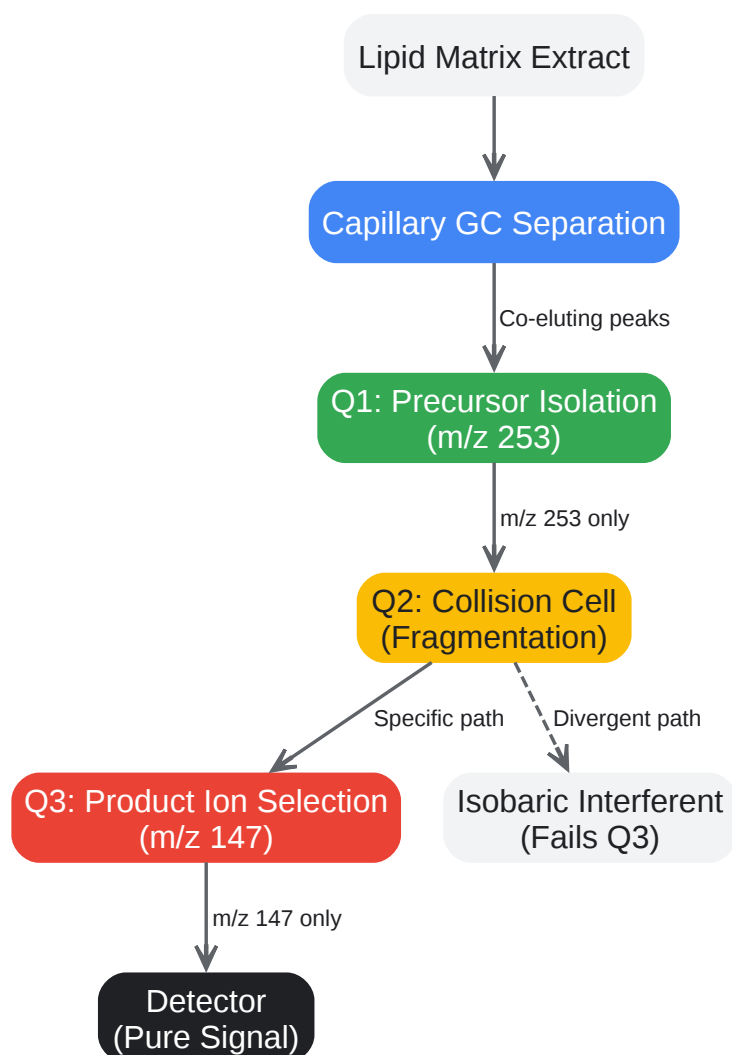 Lipid Matrix Extract
Capillary GC Separation
Co-eluting peaks
Q1: Precursor Isolation
(m/z 253)
m/z 253 only
Q2: Collision Cell
(Fragmentation)
Specific path
Divergent path
Q3: Product Ion Selection
(m/z 147)
Isobaric Interferent
(Fails Q3)
m/z 147 only
Detector
(Pure Signal)